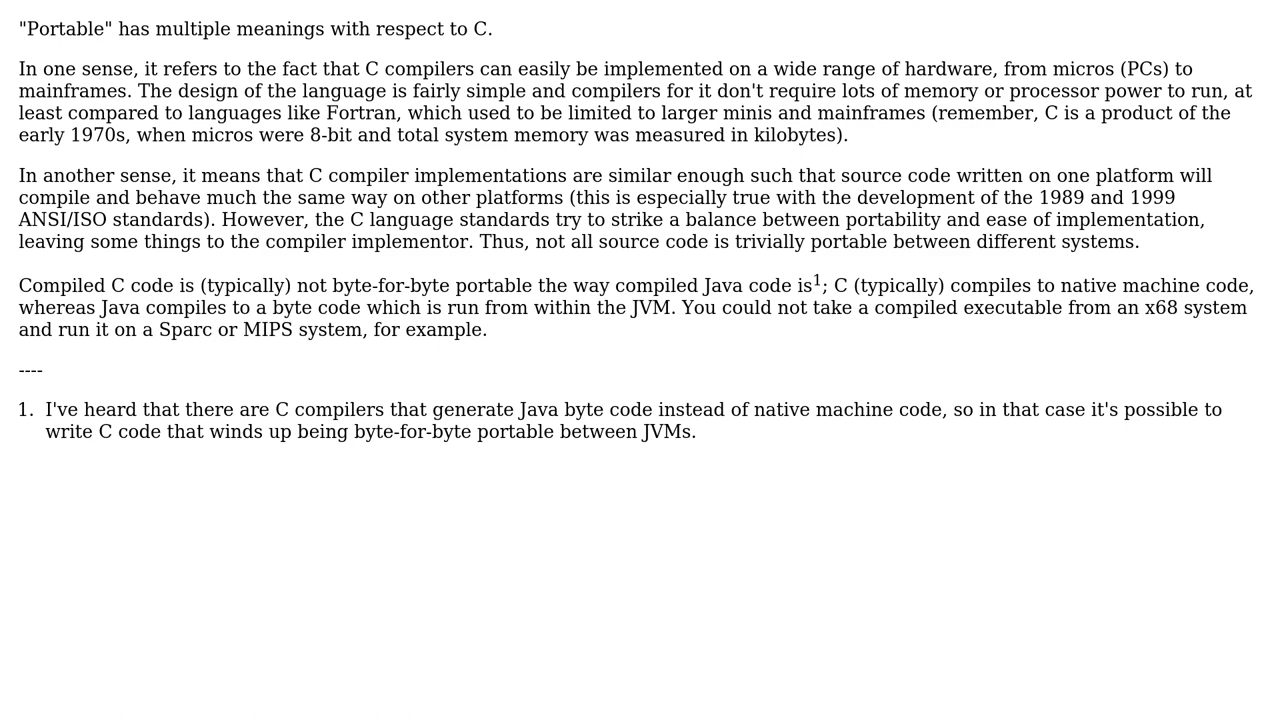 "Portable" has multiple meanings with respect to C.
In one sense, it refers to the fact that C compilers can easily be implemented on a wide range of hardware, from micros (PCs) to
mainframes. The design of the language is fairly simple and compilers for it don't require lots of memory or processor power to run, at
least compared to languages like Fortran, which used to be limited to larger minis and mainframes (remember, C is a product of the
early 1970s, when micros were 8-bit and total system memory was measured in kilobytes).
In another sense, it means that C compiler implementations are similar enough such that source code written on one platform will
compile and behave much the same way on other platforms (this is especially true with the development of the 1989 and 1999
ANSI/ISO standards). However, the C language standards try to strike a balance between portability and ease of implementation,
leaving some things to the compiler implementor. Thus, not all source code is trivially portable between different systems.
Compiled C code is (typically) not byte-for-byte portable the way compiled Java code is1; C (typically) compiles to native machine code,
whereas Java compiles to a byte code which is run from within the JVM. You could not take a compiled executable from an x68 system
and run it on a Sparc or MIPS system, for example.
----
1. I've heard that there are C compilers that generate Java byte code instead of native machine code, so in that case it's possible to
write C code that winds up being byte-for-byte portable between JVMs.